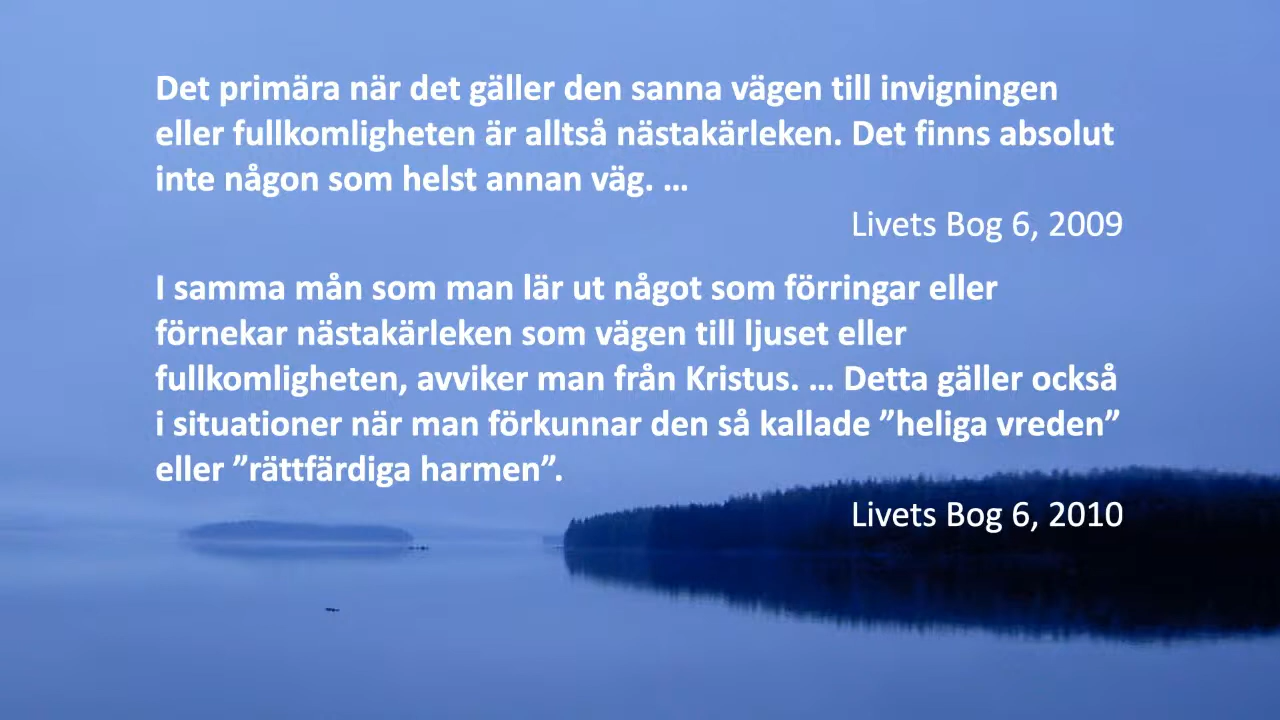 Det primära när det gäller den sanna vägen till invigningen
eller fullkomligheten är alltså nästakärleken. Det finns absolut
inte någon som helst annan väg. …
Livets Bog 6, 2009
I samma mån som man lär ut något som förringar eller
förnekar nästakärleken som vägen till ljuset eller
fullkomligheten, avviker man från Kristus. … Detta gäller också
i situationer när man förkunnar den så kallade ”heliga vreden”
eller ”rättfärdiga harmen”.
Livets Bog 6, 2010